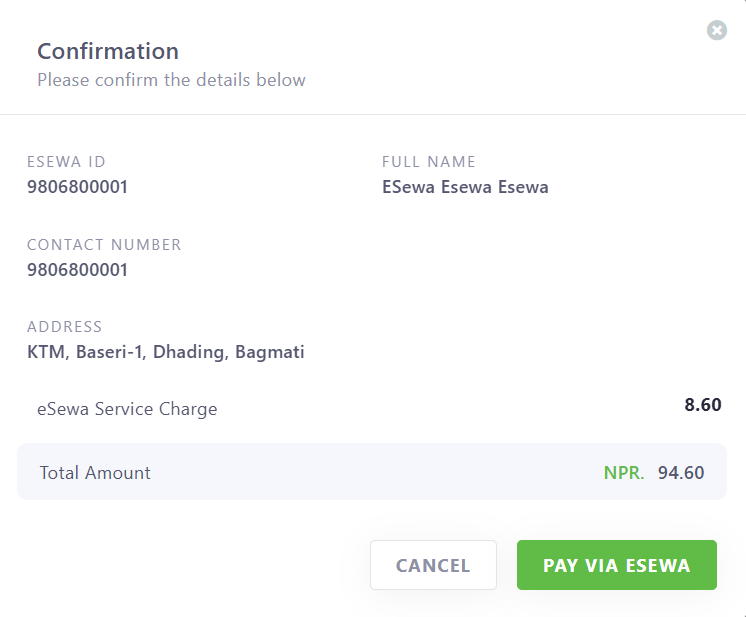 Confirmation
Please confirm the details below
ESEWA ID
9806800001
FULL NAME
ESewa Esewa Esewa
CONTACT NUMBER
9806800001
ADDRESS
KTM, Baseri-1, Dhading, Bagmati
eSewa Service Charge 8.60
Total Amount NPR. 94.60
CANCEL PAY VIA ESEWA